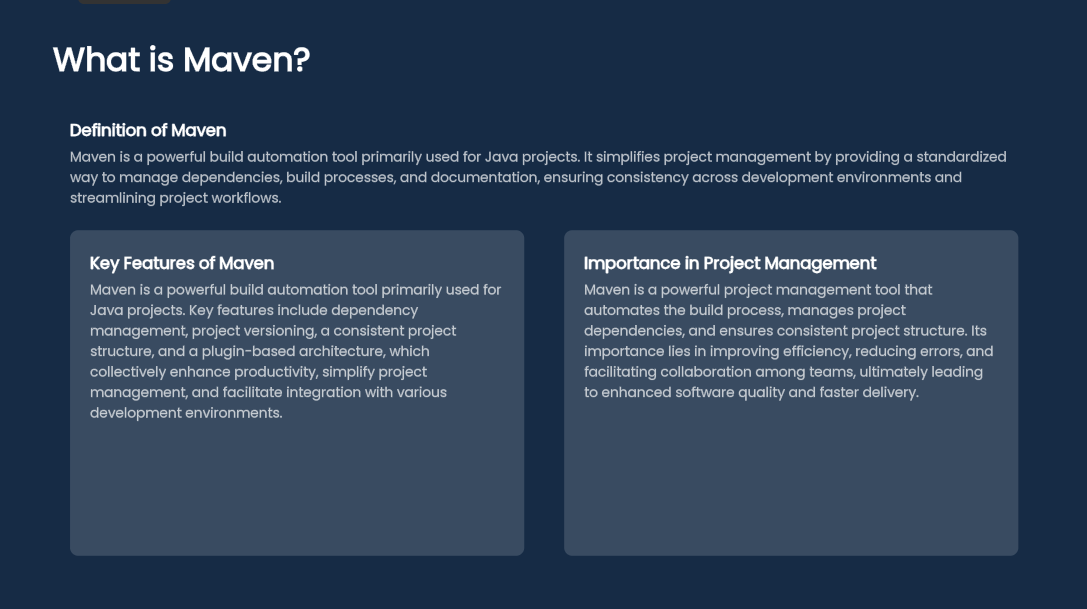 What is Maven?
Definition of Maven
Maven is a powerful build automation tool primarily used for Java projects. It simplifies project management by providing a standardized
way to manage dependencies, build processes, and documentation, ensuring consistency across development environments and
streamlining project workflows.
Key Features of Maven
Maven is a powerful build automation tool primarily used for
Java projects. Key features include dependency
management, project versioning, a consistent project
structure, and a plugin-based architecture, which
collectively enhance productivity, simplify project
management, and facilitate integration with various
development environments.
Importance in Project Management
Maven is a powerful project management tool that
automates the build process, manages project
dependencies, and ensures consistent project structure. Its
importance lies in improving efficiency, reducing errors, and
facilitating collaboration among teams, ultimately leading
to enhanced software quality and faster delivery.